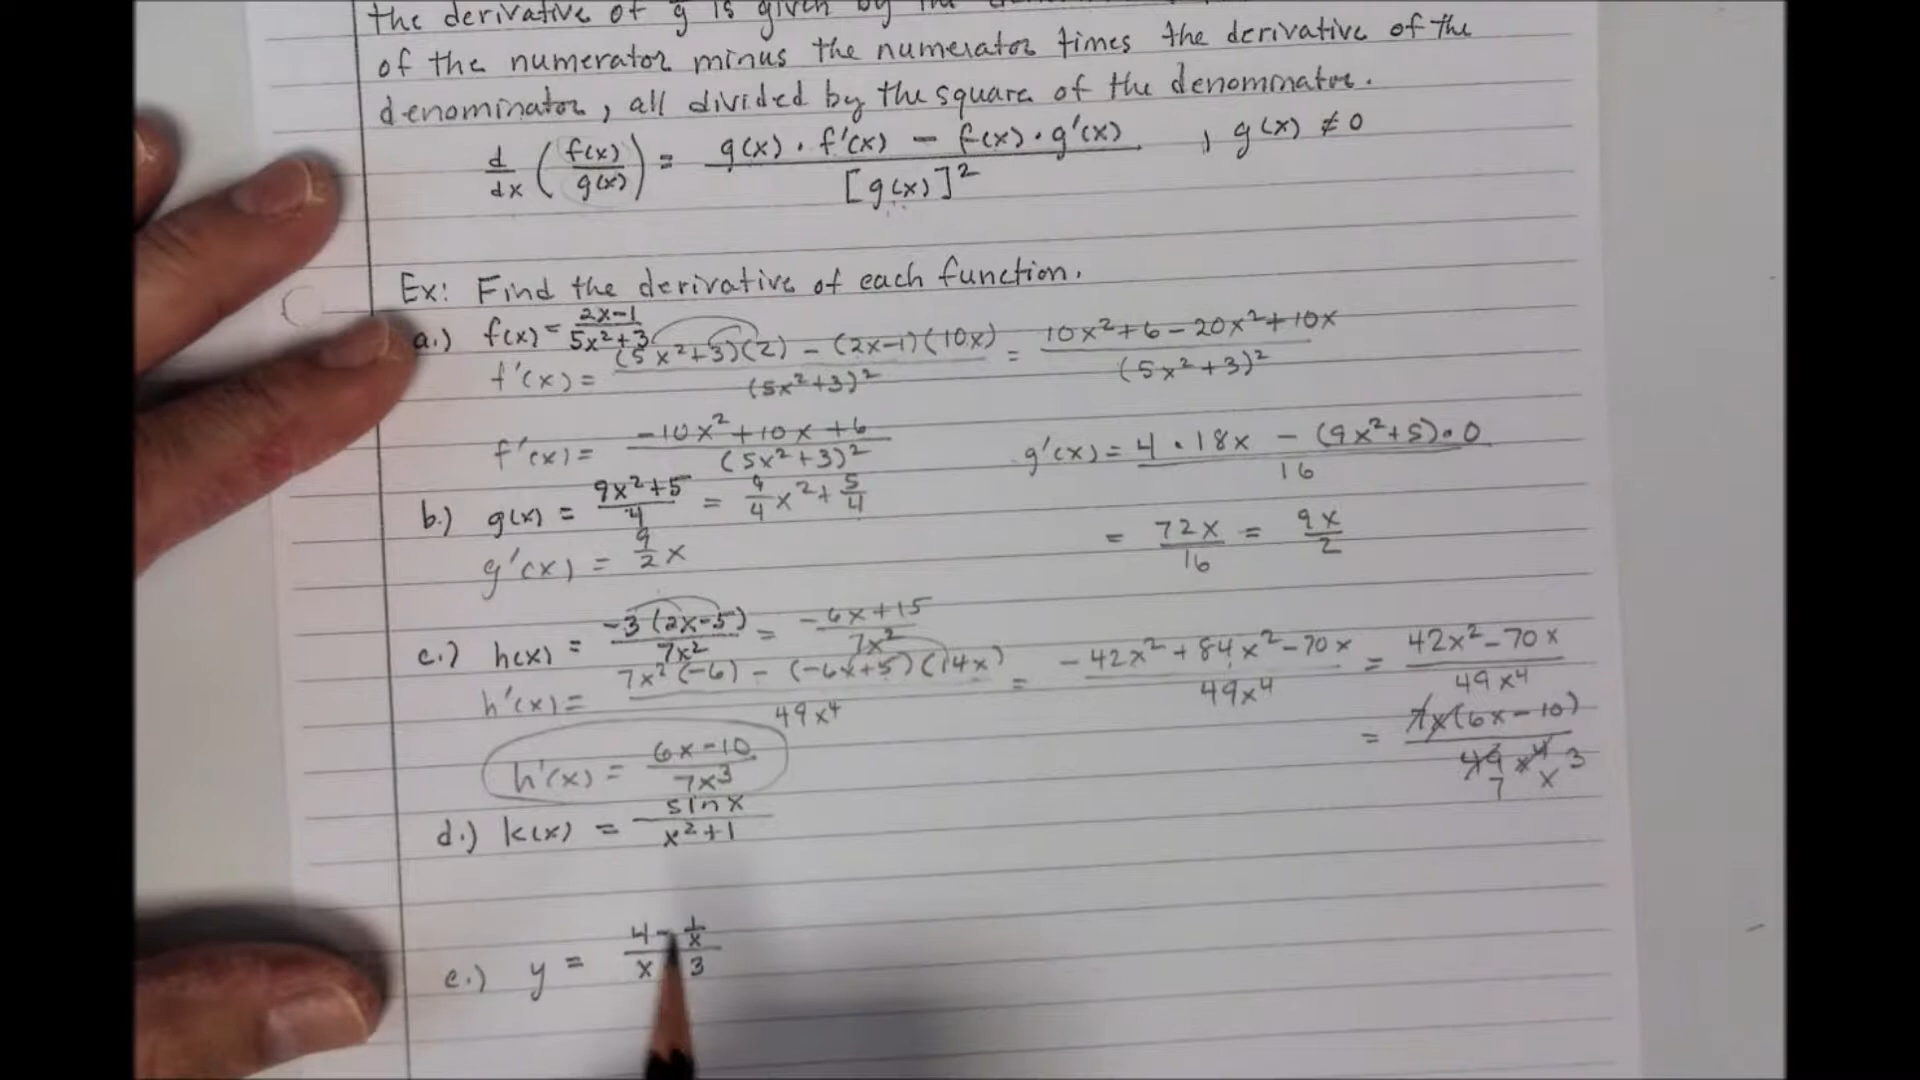 the derivative of g is given by the
of the numerator minus the numerator times the derivative of the
denominator, all divided by the square of the denominator.
d/dx (f(x)/g(x)) = (g(x) · f'(x) − f(x) · g'(x)) / [g(x)]² , g(x) ≠ 0
Ex: Find the derivative of each function.
a.) f(x) = (2x−1)/(5x²+3)
f'(x) = ((5x²+3)(2) − (2x−1)(10x))/(5x²+3)² = (10x²+6−20x²+10x)/(5x²+3)²
f'(x) = (−10x²+10x+6)/(5x²+3)²
g'(x) = (4 · 18x − (9x²+5) · 0)/16
b.) g(x) = (9x²+5)/4 = 9/4 x² + 5/4
= 72x/16 = 9x/2
g'(x) = 9/2 x
c.) h(x) = −3(2x−5)/7x² = (−6x+15)/7x²
h'(x) = (7x²(−6) − (−6x+5)(14x))/49x⁴ = (−42x²+84x²−70x)/49x⁴ = (42x²−70x)/49x⁴
= 7x(6x−10)/49x⁴ 7 x 3
h'(x) = (6x−10)/7x³
d.) k(x) = sin x/(x²+1)
e.) y = (4 − 1/x)/(x 3)